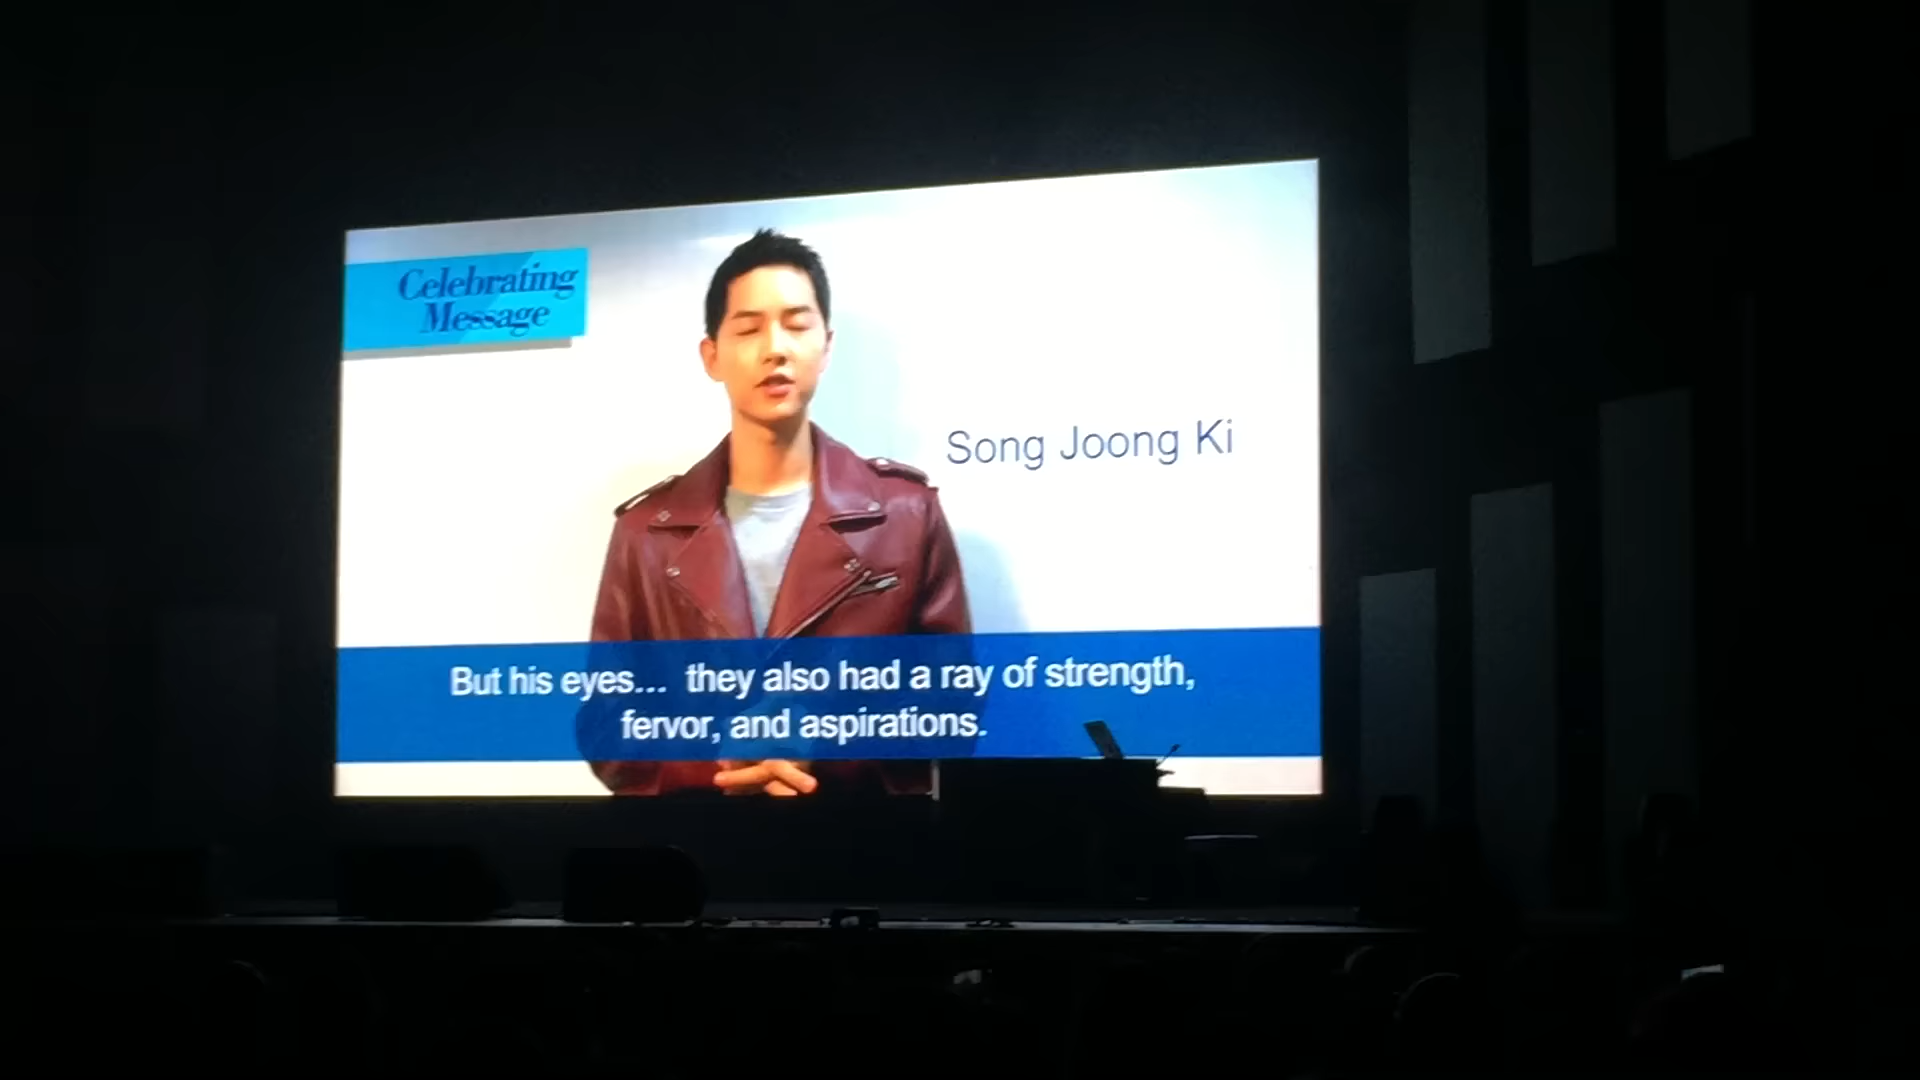 Celebrating
Message
Song Joong Ki
But his eyes... they also had a ray of strength,
fervor, and aspirations.